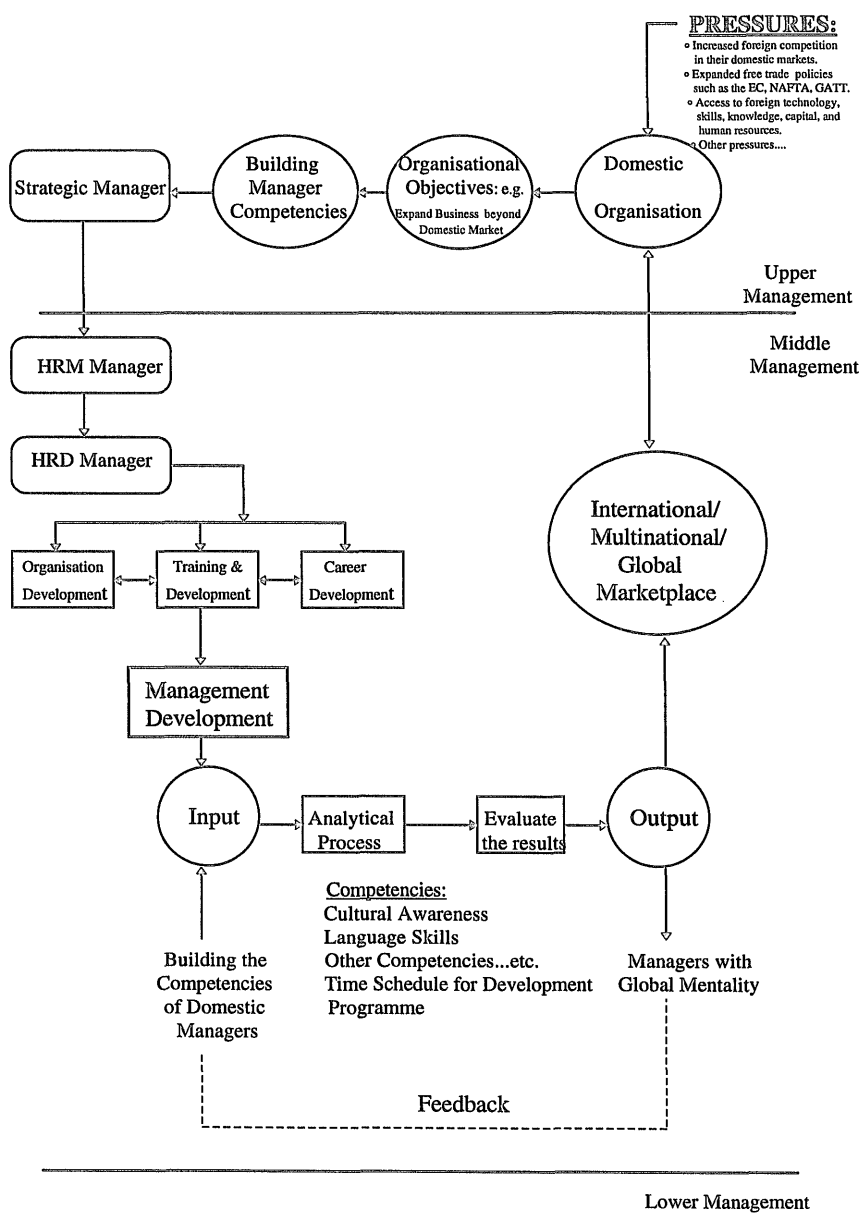 PRESSURES:
Increased foreign competition
in their domestic markets.
Expanded free trade policies
such as the EC, NAFTA, GATT.
Access to foreign technology,
skills, knowledge, capital, and
human resources.
Other pressures....
Strategic Manager
Building
Manager
Competencies
Organisational
Objectives: e.g.
Expand Business beyond
Domestic Market
Domestic
Organisation
Upper
Management
Middle
Management
HRM Manager
HRD Manager
Organisation
Development
Training &
Development
Career
Development
International/
Multinational/
Global
Marketplace
Management
Development
Input
Analytical
Process
Evaluate
the results
Output
Competencies:
Cultural Awareness
Language Skills
Other Competencies...etc.
Time Schedule for Development
Programme
Building the
Competencies
of Domestic
Managers
Managers with
Global Mentality
Feedback
Lower Management